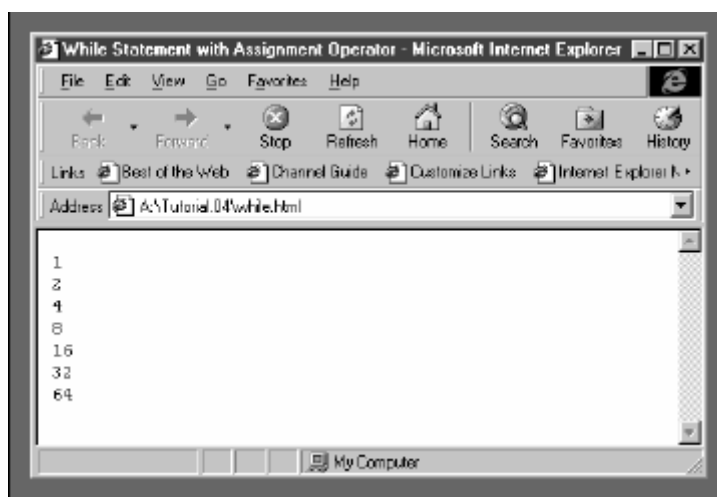 While Statement with Assignment Operator - Microsoft Internet Explorer
File Edit View Go Favorites Help
Back Forward Stop Refresh Home Search Favorites History
Links Best of the Web Channel Guide Customize Links Internet Explorer N
Address A:\Tutorial.04\while.html
1
2
4
8
16
32
64
My Computer